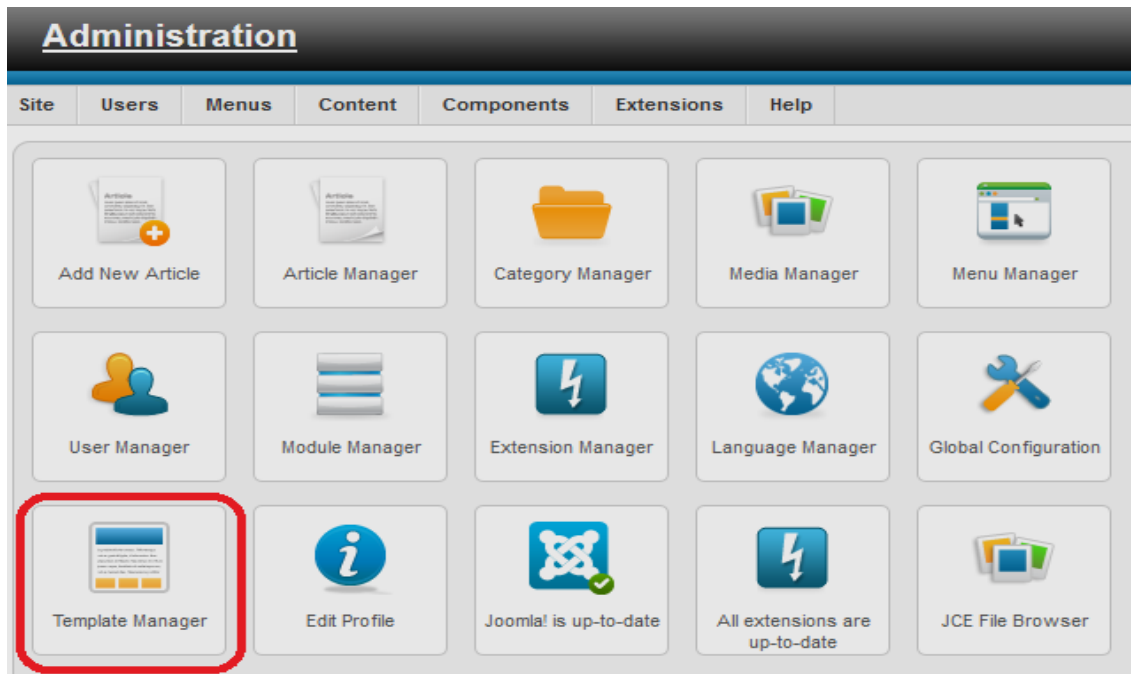 Administration
Site Users Menus Content Components Extensions Help
Article Article
Add New Article Article Manager Category Manager Media Manager Menu Manager
User Manager Module Manager Extension Manager Language Manager Global Configuration
Template Manager Edit Profile Joomla! is up-to-date All extensions are up-to-date JCE File Browser